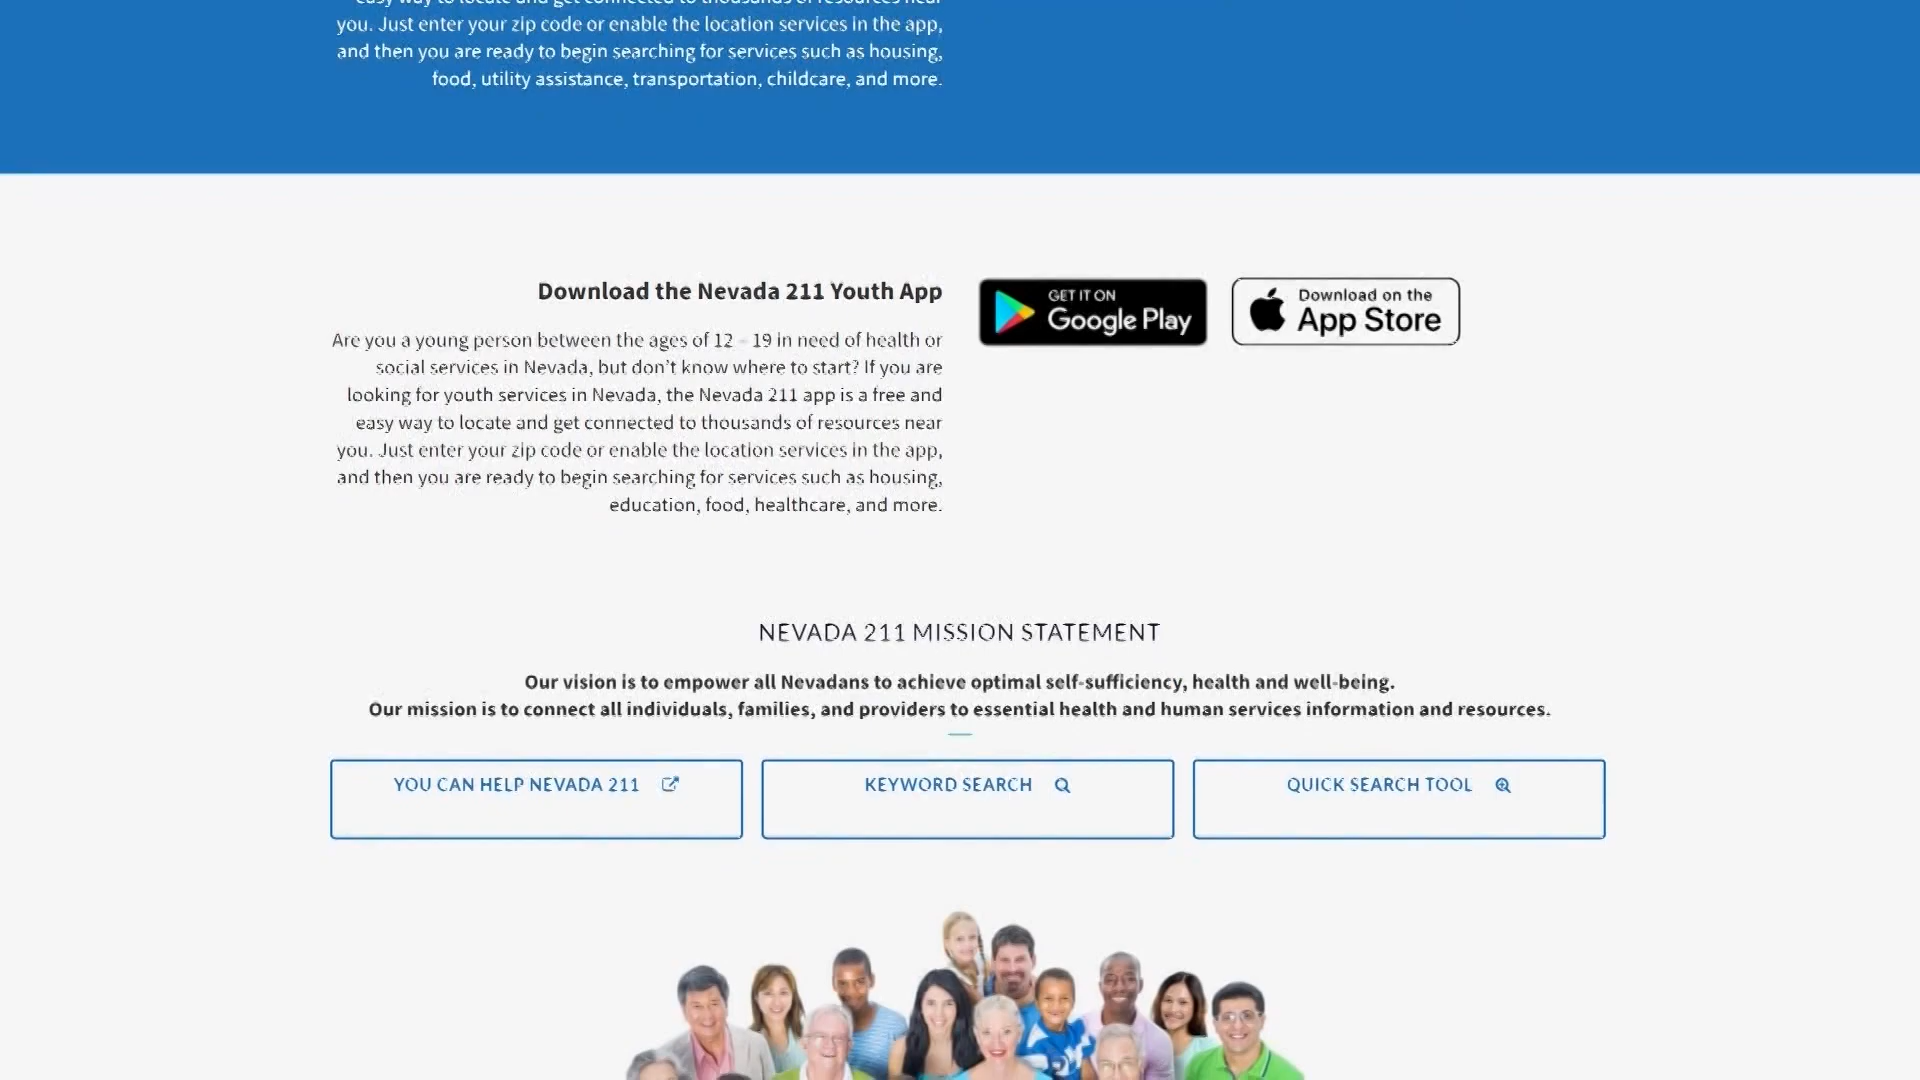 you. Just enter your zip code or enable the location services in the app,
and then you are ready to begin searching for services such as housing,
food, utility assistance, transportation, childcare, and more.
Download the Nevada 211 Youth App
Are you a young person between the ages of 12 – 19 in need of health or
social services in Nevada, but don't know where to start? If you are
looking for youth services in Nevada, the Nevada 211 app is a free and
easy way to locate and get connected to thousands of resources near
you. Just enter your zip code or enable the location services in the app,
and then you are ready to begin searching for services such as housing,
education, food, healthcare, and more.
GET IT ON
Google Play
Download on the
App Store
NEVADA 211 MISSION STATEMENT
Our vision is to empower all Nevadans to achieve optimal self-sufficiency, health and well-being.
Our mission is to connect all individuals, families, and providers to essential health and human services information and resources.
YOU CAN HELP NEVADA 211
KEYWORD SEARCH
QUICK SEARCH TOOL